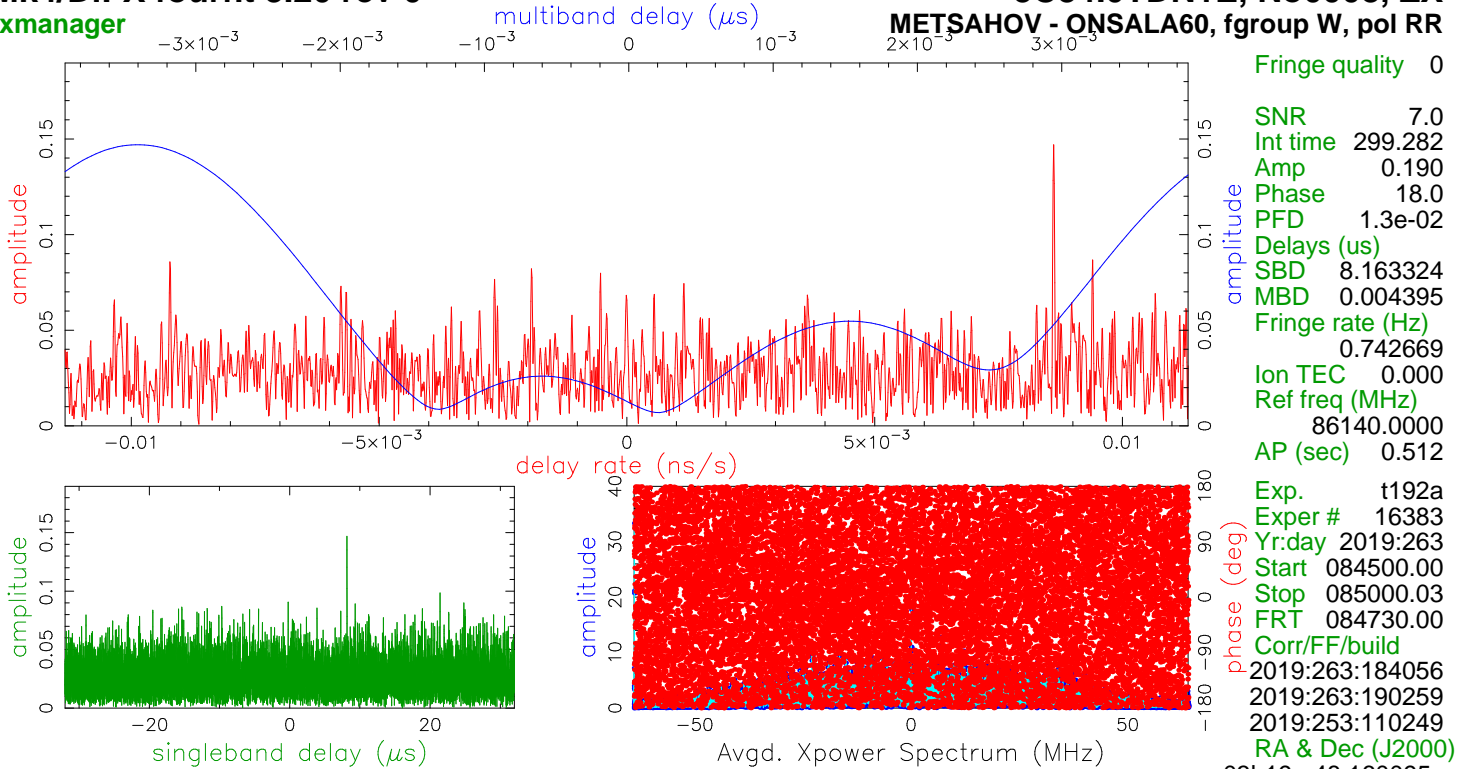 multiband delay (μs)
xmanager
METSAHOV - ONSALA60, fgroup W, pol RR
−3×10⁻³ −2×10⁻³ −10⁻³ 0 10⁻³ 2×10⁻³ 3×10⁻³
amplitude
0 0.05 0.1 0.15
amplitude
0 0.05 0.1 0.15
−0.01 −5×10⁻³ 0 5×10⁻³ 0.01
delay rate (ns/s)
Fringe quality 0
SNR 7.0
Int time 299.282
Amp 0.190
Phase 18.0
PFD 1.3e-02
Delays (us)
SBD 8.163324
MBD 0.004395
Fringe rate (Hz)
0.742669
Ion TEC 0.000
Ref freq (MHz)
86140.0000
AP (sec) 0.512
Exp. t192a
Exper # 16383
Yr:day 2019:263
Start 084500.00
Stop 085000.03
FRT 084730.00
Corr/FF/build
2019:263:184056
2019:263:190259
2019:253:110249
RA & Dec (J2000)
amplitude
0 0.05 0.1 0.15
−20 0 20
singleband delay (μs)
amplitude
0 10 20 30 40
−50 0 50
Avgd. Xpower Spectrum (MHz)
phase (deg)
−180 −90 0 90 180